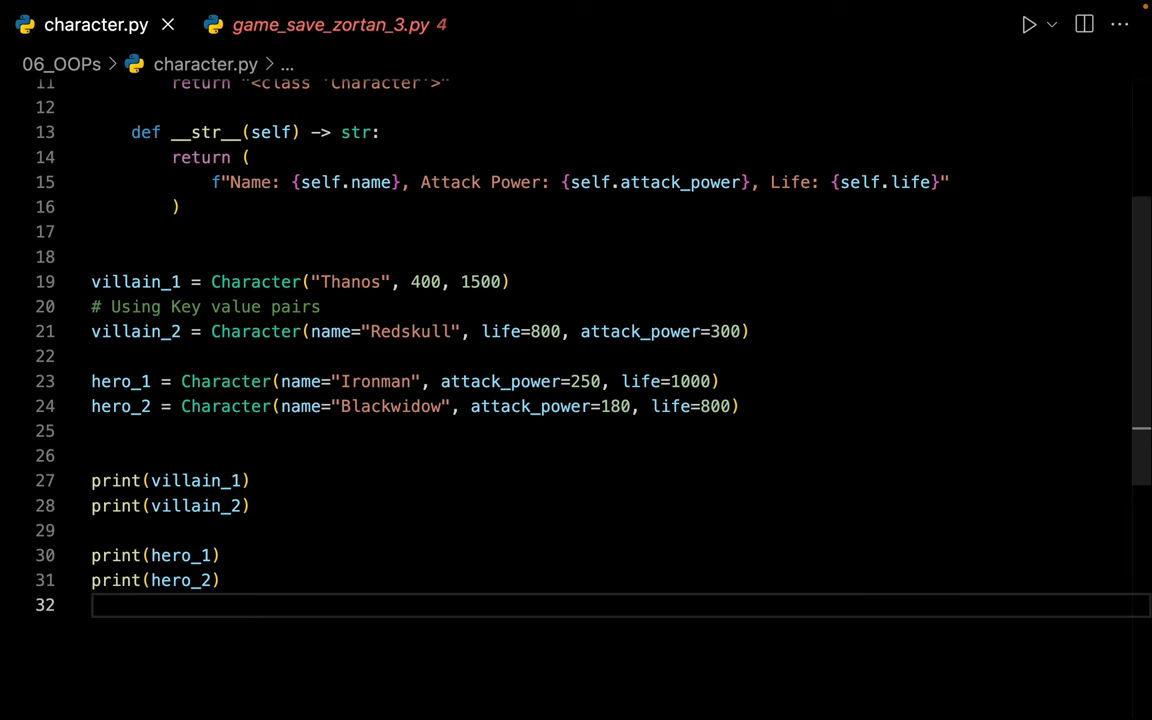 character.py game_save_zortan_3.py 4
06_OOPs > character.py > ...
11 return "<class 'Character'>"
12
13 def __str__(self) -> str:
14 return (
15 f"Name: {self.name}, Attack Power: {self.attack_power}, Life: {self.life}"
16 )
17
18
19 villain_1 = Character("Thanos", 400, 1500)
20 # Using Key value pairs
21 villain_2 = Character(name="Redskull", life=800, attack_power=300)
22
23 hero_1 = Character(name="Ironman", attack_power=250, life=1000)
24 hero_2 = Character(name="Blackwidow", attack_power=180, life=800)
25
26
27 print(villain_1)
28 print(villain_2)
29
30 print(hero_1)
31 print(hero_2)
32